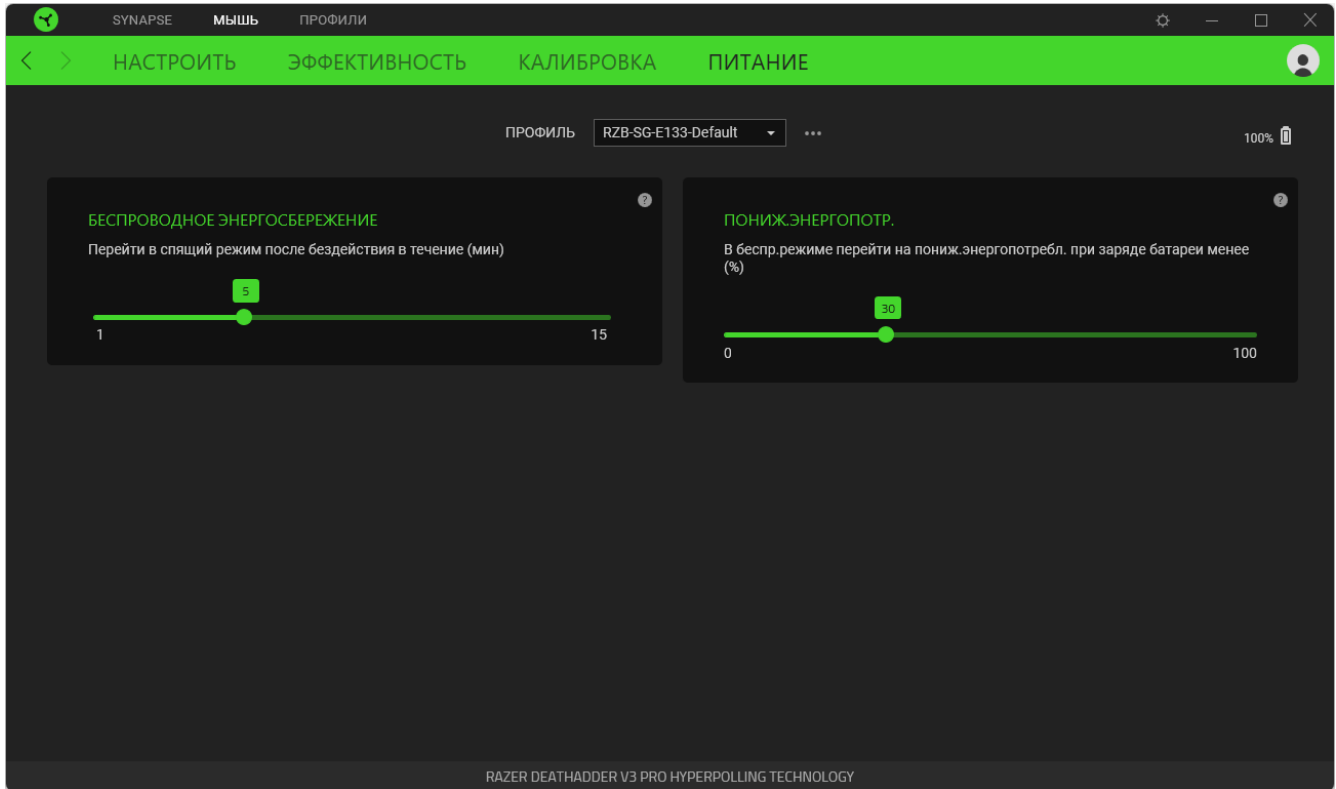 SYNAPSE МЫШЬ ПРОФИЛИ
НАСТРОИТЬ ЭФФЕКТИВНОСТЬ КАЛИБРОВКА ПИТАНИЕ
ПРОФИЛЬ RZB-SG-E133-Default
100%
БЕСПРОВОДНОЕ ЭНЕРГОСБЕРЕЖЕНИЕ
Перейти в спящий режим после бездействия в течение (мин)
5
1 15
ПОНИЖ.ЭНЕРГОПОТР.
В беспр.режиме перейти на пониж.энергопотребл. при заряде батареи менее
(%)
30
0 100
RAZER DEATHADDER V3 PRO HYPERPOLLING TECHNOLOGY